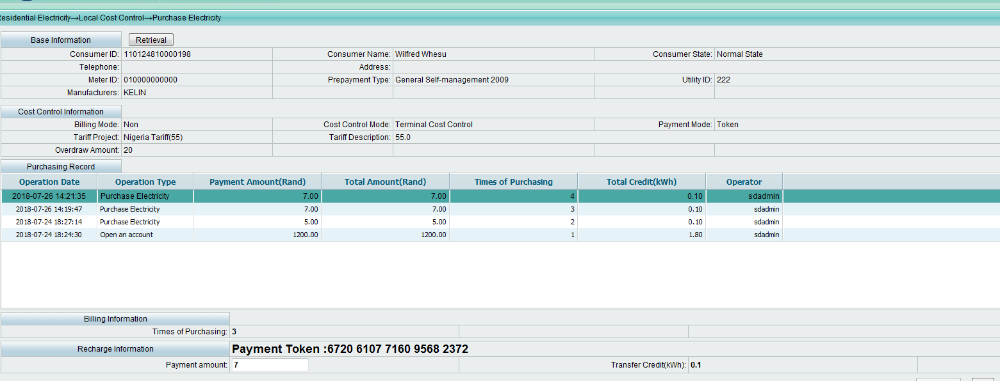 Residential Electricity→Local Cost Control→Purchase Electricity
Base Information Retrieval
Consumer ID: 110124810000198 Consumer Name: Wilfred Whesu Consumer State: Normal State
Telephone: Address:
Meter ID: 010000000000 Prepayment Type: General Self-management 2009 Utility ID: 222
Manufacturers: KELIN
Cost Control Information
Billing Mode: Non Cost Control Mode: Terminal Cost Control Payment Mode: Token
Tariff Project: Nigeria Tariff(55) Tariff Description: 55.0
Overdraw Amount: 20
Purchasing Record
Operation Date Operation Type Payment Amount(Rand) Total Amount(Rand) Times of Purchasing Total Credit(kWh) Operator
2018-07-26 14:21:35 Purchase Electricity 7.00 7.00 4 0.10 sdadmin
2018-07-26 14:19:47 Purchase Electricity 7.00 7.00 3 0.10 sdadmin
2018-07-24 18:27:14 Purchase Electricity 5.00 5.00 2 0.10 sdadmin
2018-07-24 18:24:30 Open an account 1200.00 1200.00 1 1.80 sdadmin
Billing Information
Times of Purchasing: 3
Recharge Information Payment Token :6720 6107 7160 9568 2372
Payment amount: 7 Transfer Credit(kWh): 0.1